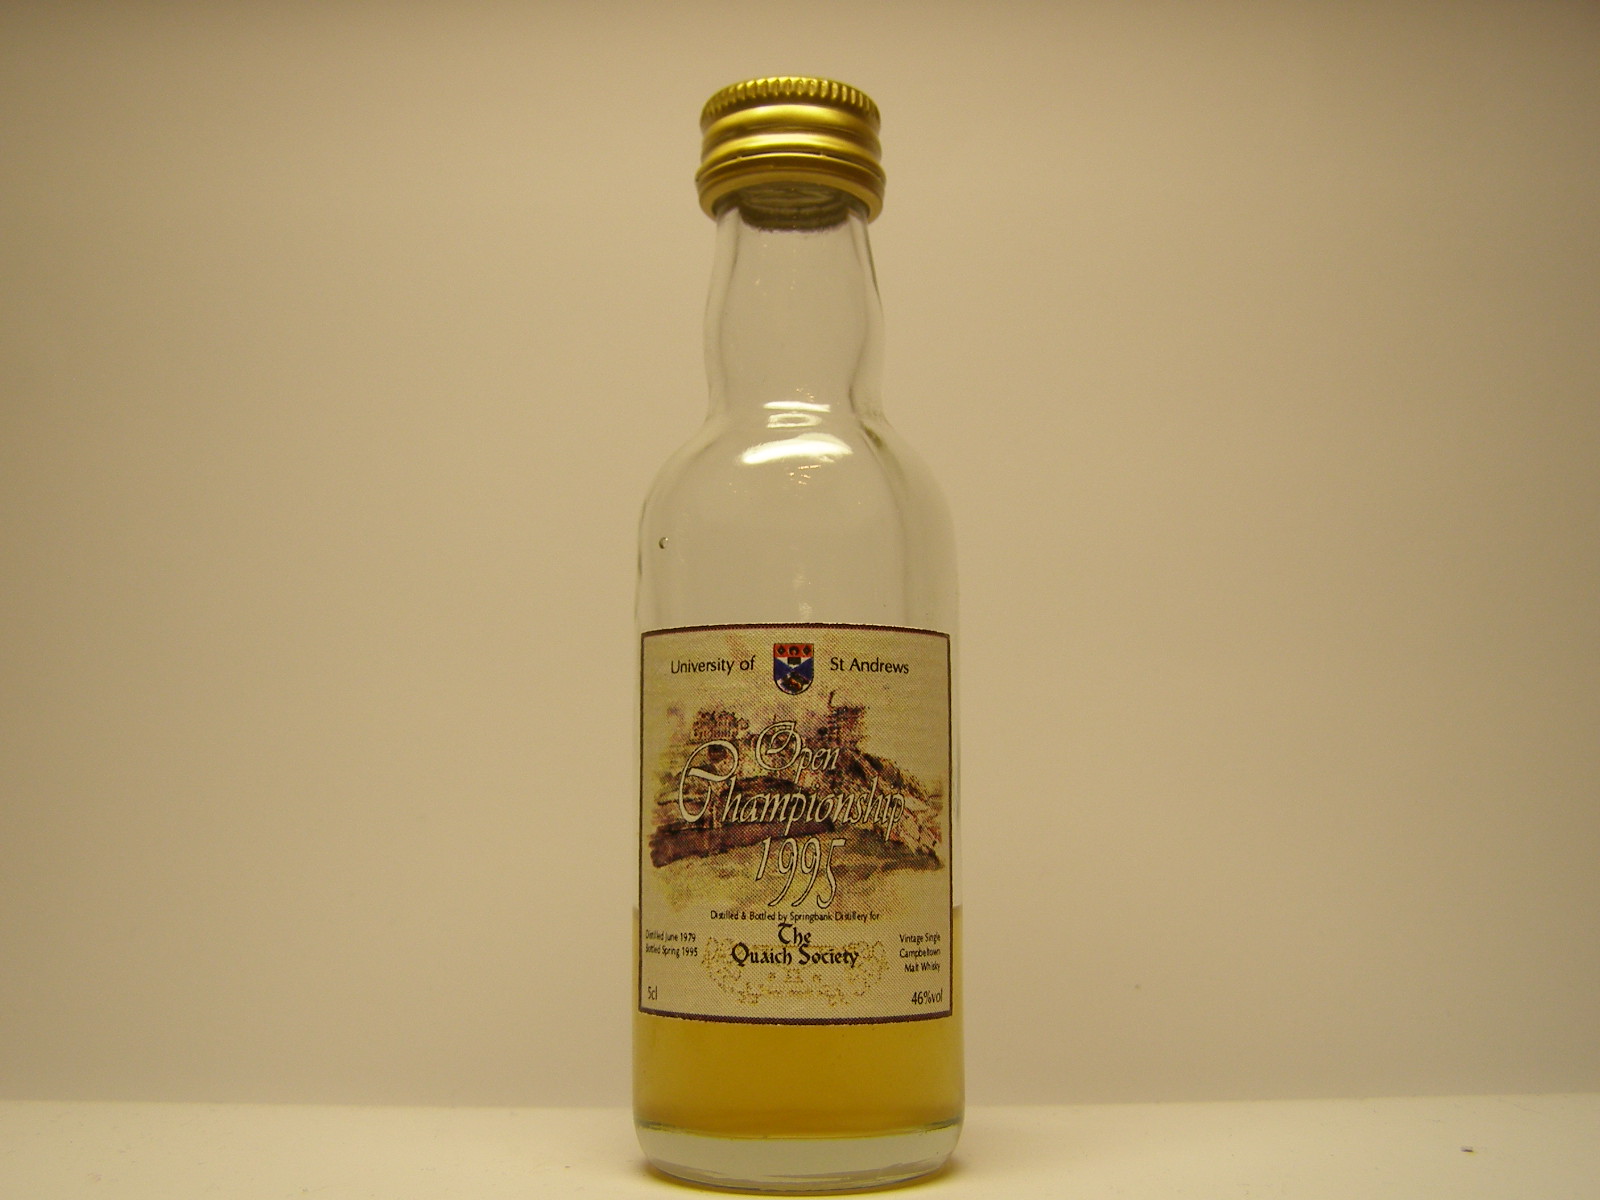 University of St Andrews
Open
Championship
1995
Distilled & Bottled by Springbank Distillery for
The
Quaich Society
Distilled June 1979
Bottled Spring 1995
Vintage Single
Campbeltown
Malt Whisky
5cl
46%vol